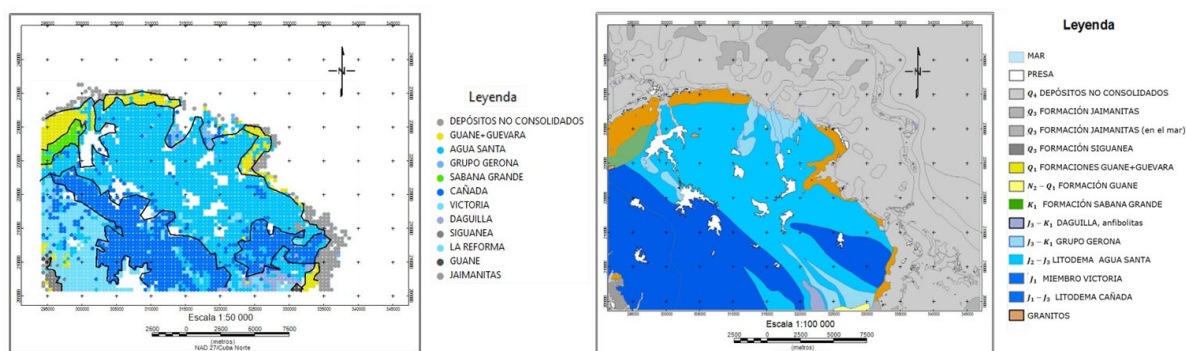 Leyenda
DEPÓSITOS NO CONSOLIDADOS
GUANE+GUEVARA
AGUA SANTA
GRUPO GERONA
SABANA GRANDE
CAÑADA
VICTORIA
DAGUILLA
SIGUANEA
LA REFORMA
GUANE
JAIMANITAS
N
Escala 1:50 000
2500 0 2500 5000 7500
(metros)
NAD 27/Cuba Norte
Leyenda
MAR
PRESA
Q₄ DEPÓSITOS NO CONSOLIDADOS
Q₃ FORMACIÓN JAIMANITAS
Q₃ FORMACIÓN JAIMANITAS (en el mar)
Q₂ FORMACIÓN SIGUANEA
Q₁ FORMACIONES GUANE+GUEVARA
N₂ − Q₁ FORMACIÓN GUANE
K₁ FORMACIÓN SABANA GRANDE
J₃ − K₁ DAGUILLA, anfibolitas
J₃ − K₁ GRUPO GERONA
J₂ − J₃ LITODEMA AGUA SANTA
J₁ MIEMBRO VICTORIA
J₁ − J₃ LITODEMA CAÑADA
GRANITOS
N
Escala 1:100 000
2500 0 2500 5000 7500
(metros)